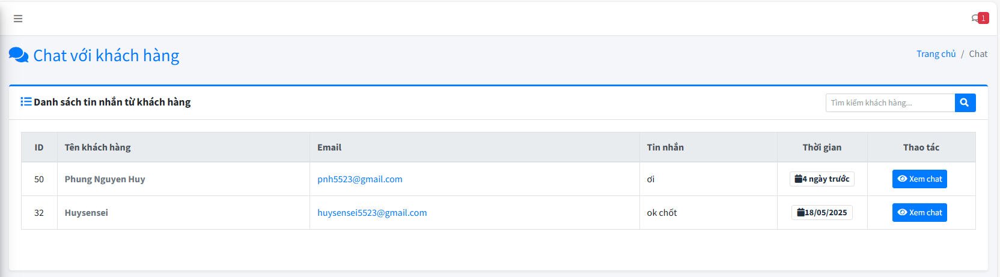 1
Chat với khách hàng
Trang chủ / Chat
Danh sách tin nhắn từ khách hàng
Tìm kiếm khách hàng...
ID Tên khách hàng Email Tin nhắn Thời gian Thao tác
50 Phung Nguyen Huy pnh5523@gmail.com ơi 4 ngày trước Xem chat
32 Huysensei huysensei5523@gmail.com ok chốt 18/05/2025 Xem chat